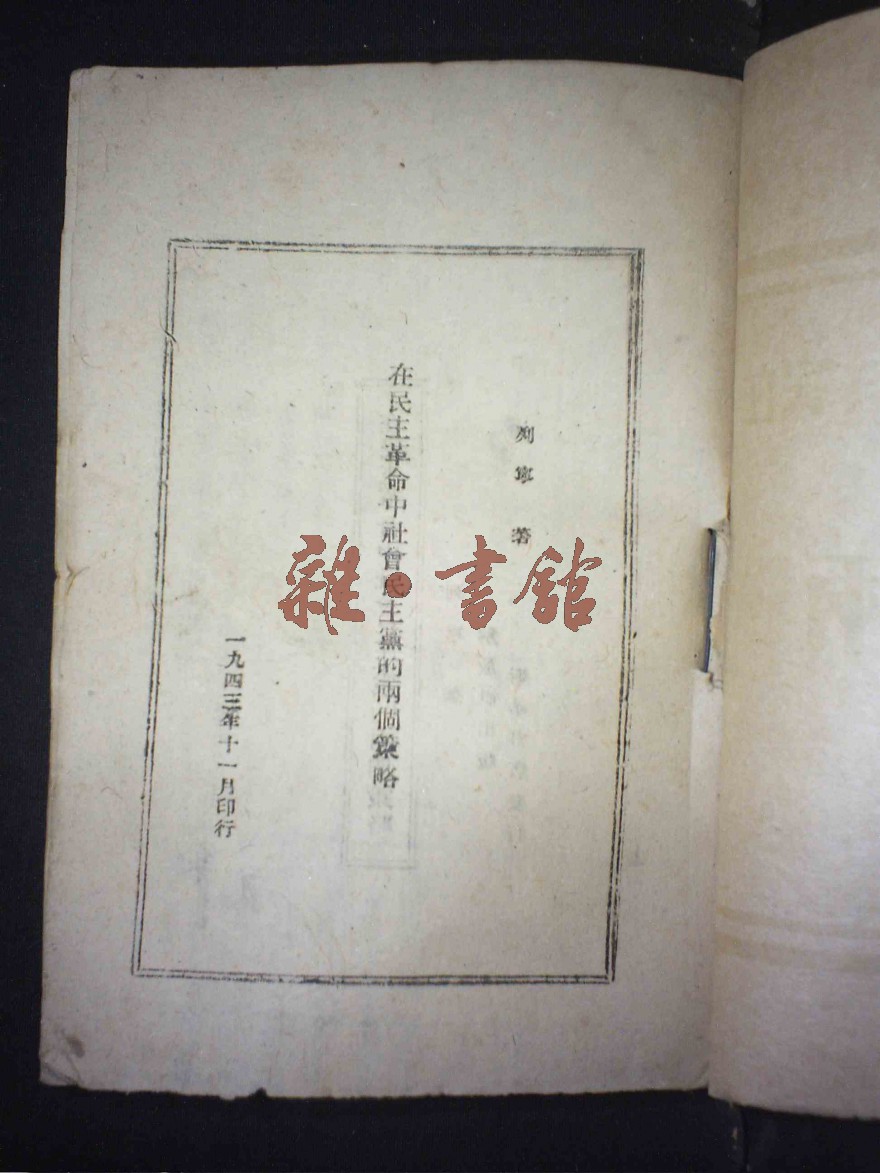 列寧 著
在民主革命中社會民主黨的兩個策略
一九四三年十一月印行
雜·書館